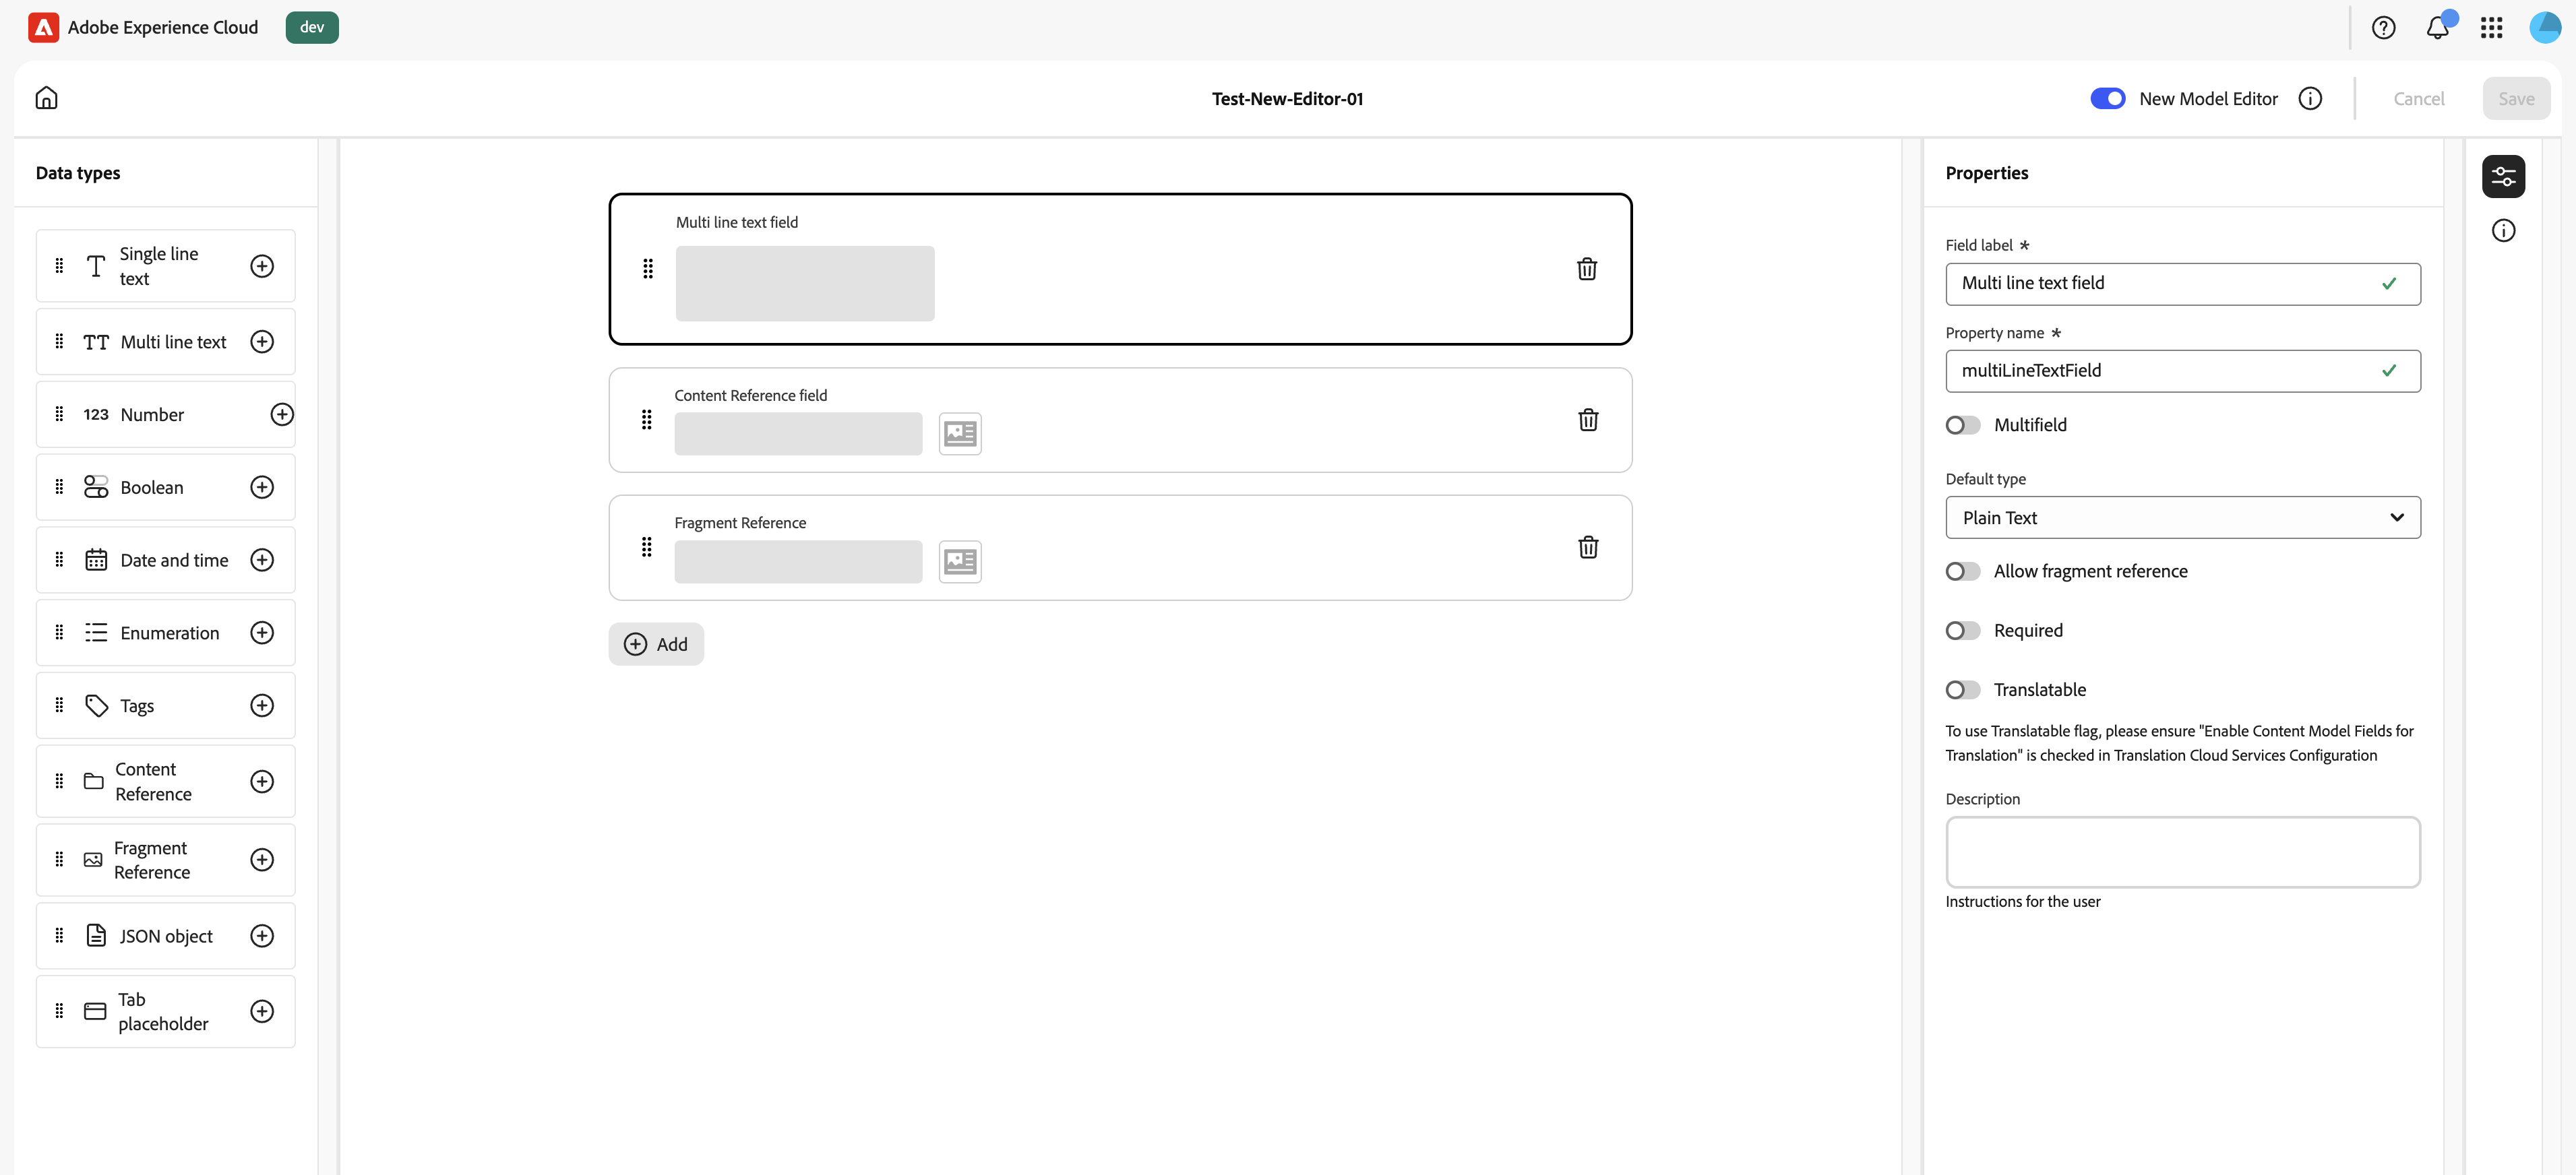 Adobe Experience Cloud
dev
Test-New-Editor-01
New Model Editor
Cancel
Save
Data types
Single line
text
Multi line text
123 Number
Boolean
Date and time
Enumeration
Tags
Content
Reference
Fragment
Reference
JSON object
Tab
placeholder
Multi line text field
Content Reference field
Fragment Reference
Add
Properties
Field label *
Multi line text field
Property name *
multiLineTextField
Multifield
Default type
Plain Text
Allow fragment reference
Required
Translatable
To use Translatable flag, please ensure "Enable Content Model Fields for
Translation" is checked in Translation Cloud Services Configuration
Description
Instructions for the user